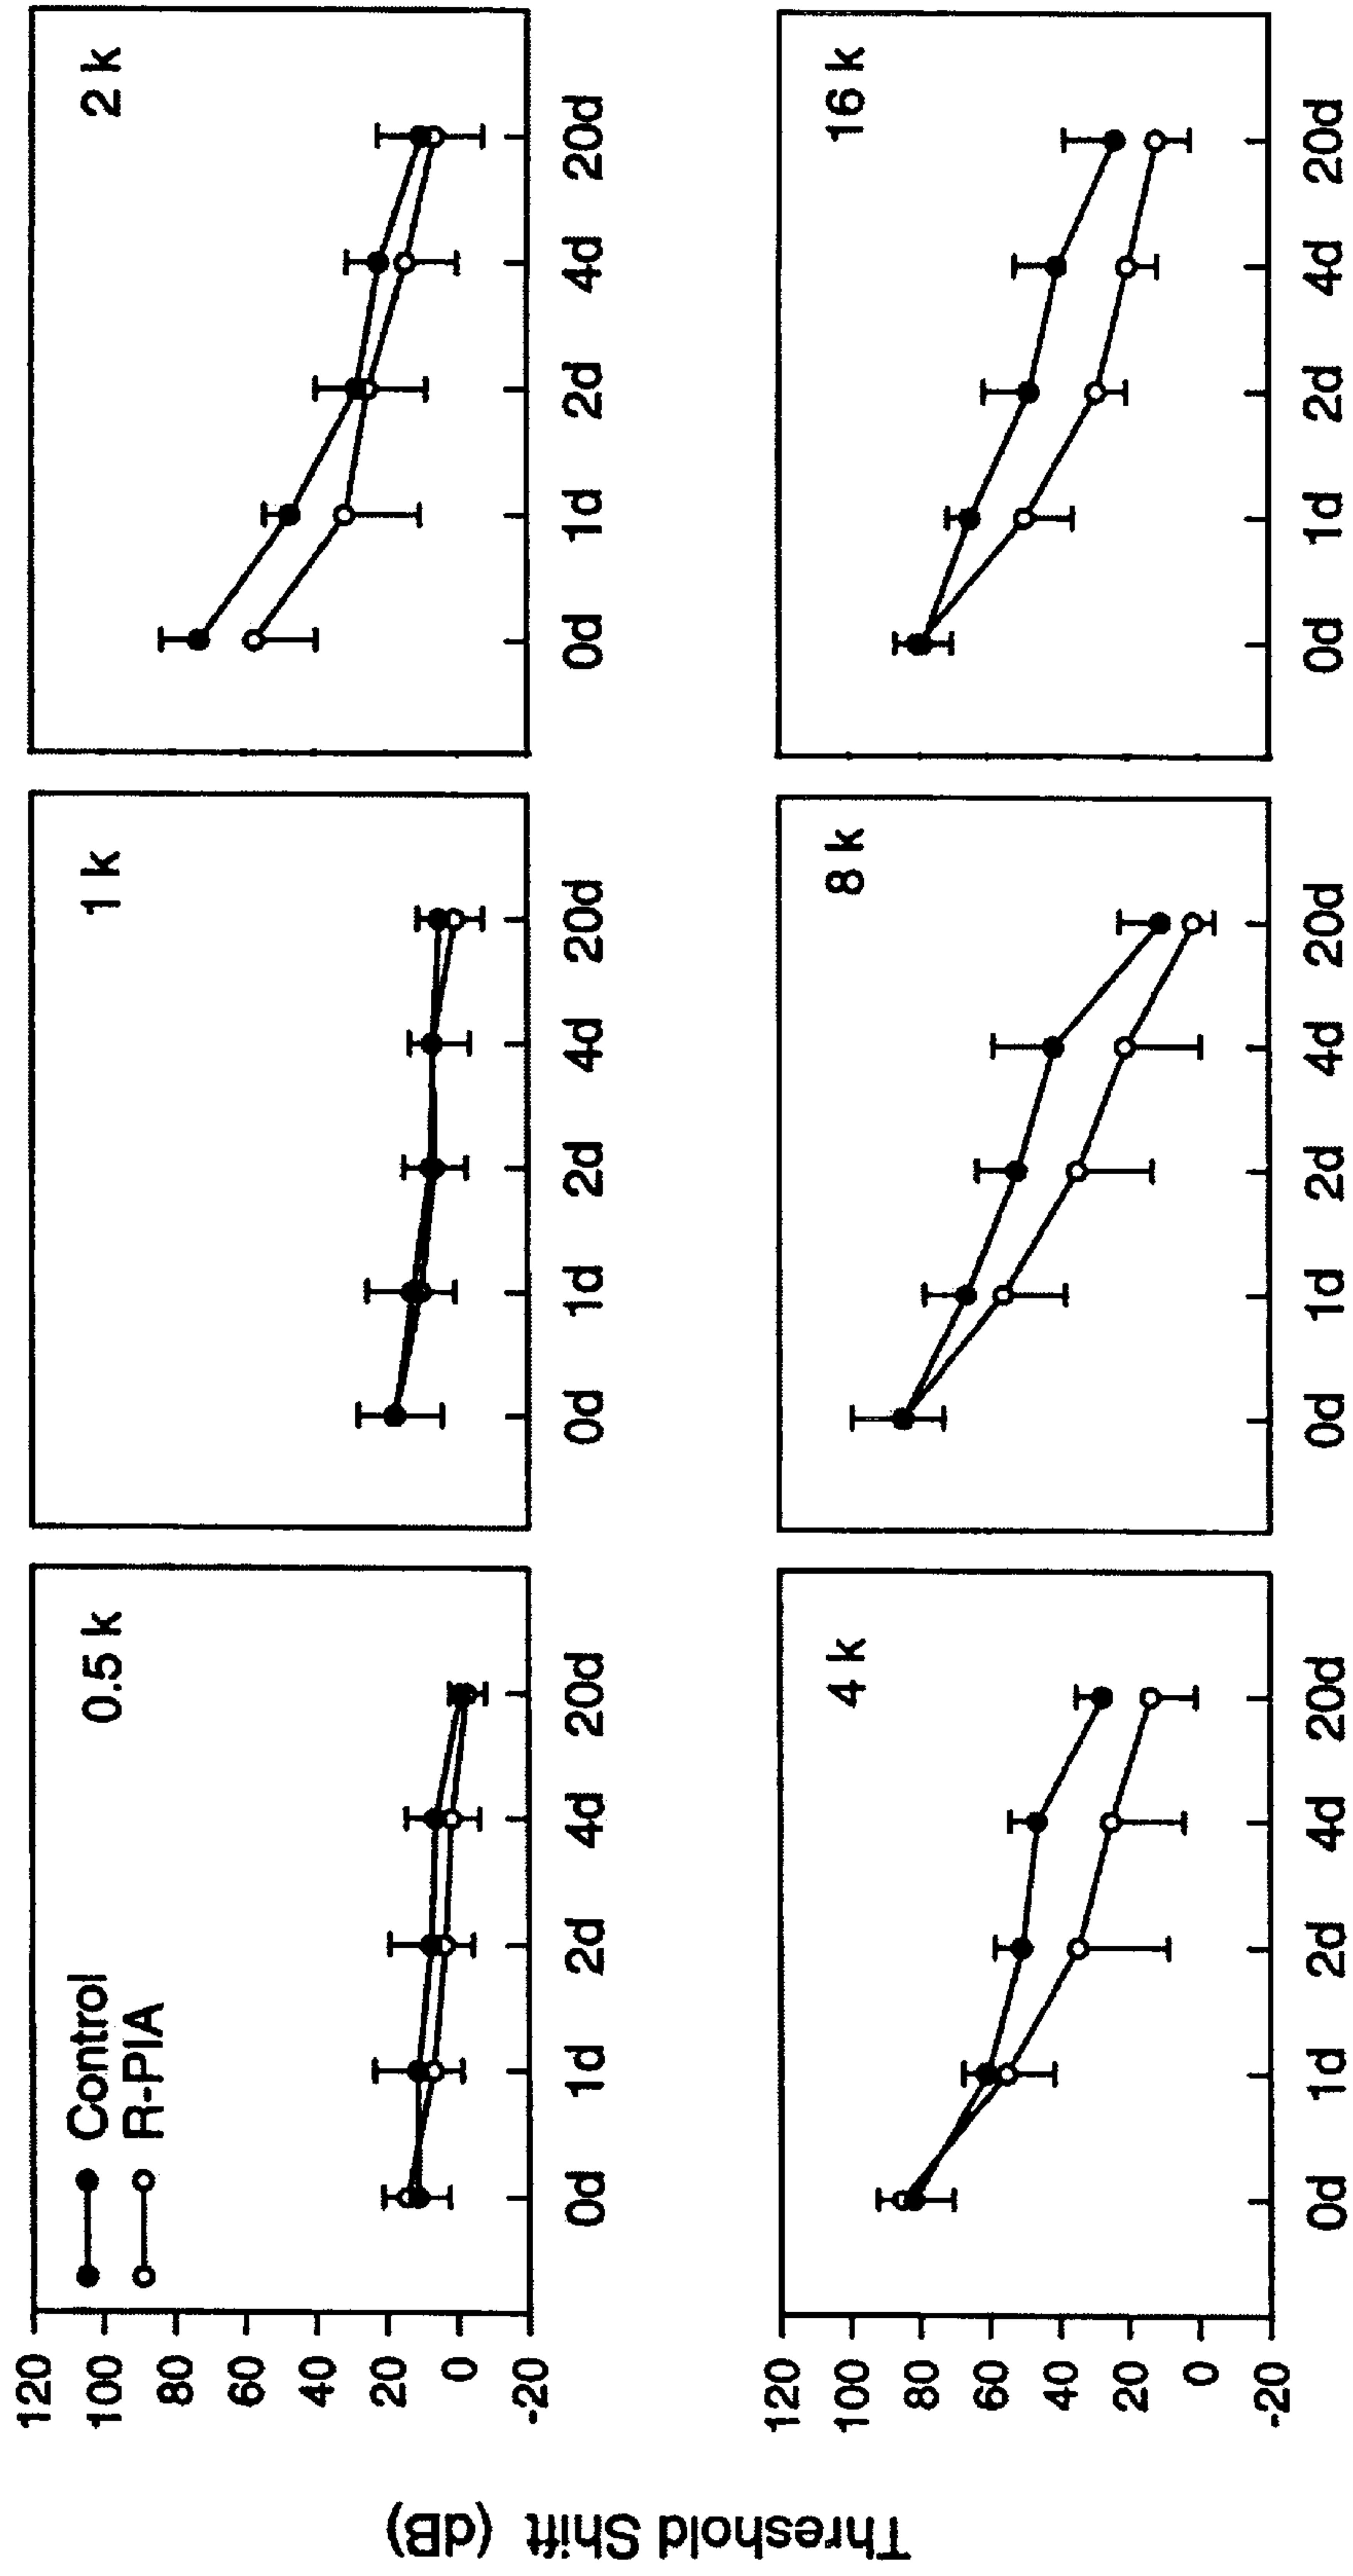 Threshold Shift (dB)
120
100
80
60
40
20
0
-20
Control
R-PIA
0.5 k
0d 1d 2d 4d 20d
1 k
0d 1d 2d 4d 20d
2 k
0d 1d 2d 4d 20d
120
100
80
60
40
20
0
-20
4 k
0d 1d 2d 4d 20d
8 k
0d 1d 2d 4d 20d
16 k
0d 1d 2d 4d 20d